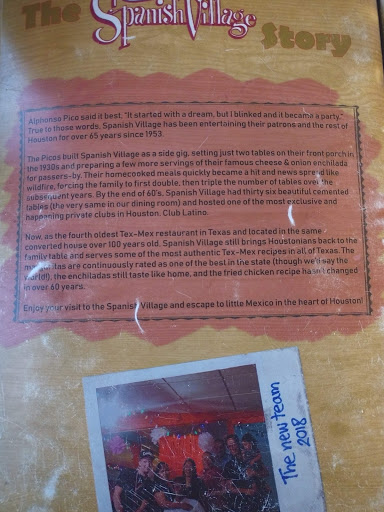 The
Spanish Village
Story
Alphonso Pico said it best. "It started with a dream, but I blinked and it became a party."
True to those words, Spanish Village has been entertaining their patrons and the rest of
Houston for over 65 years since 1953.
The Picos built Spanish Village as a side gig, setting just two tables on their front porch in
the 1930s and preparing a few more servings of their famous cheese & onion enchilada
for passers-by. Their homecooked meals quickly became a hit and news spread like
wildfire, forcing the family to first double, then triple the number of tables over the
subsequent years. By the end of 60's, Spanish Village had thirty six beautiful cemented
tables (the very same in our dining room) and hosted one of the most exclusive and
happening private clubs in Houston, Club Latino.
Now, as the fourth oldest Tex-Mex restaurant in Texas and located in the same
converted house over 100 years old, Spanish Village still brings Houstonians back to the
family table and serves some of the most authentic Tex-Mex recipes in all of Texas. The
margaritas are continuously rated as one of the best in the state (though we'd say the
world!), the enchiladas still taste like home, and the fried chicken recipe hasn't changed
in over 60 years.
Enjoy your visit to the Spanish Village and escape to little Mexico in the heart of Houston!
The new team
2018